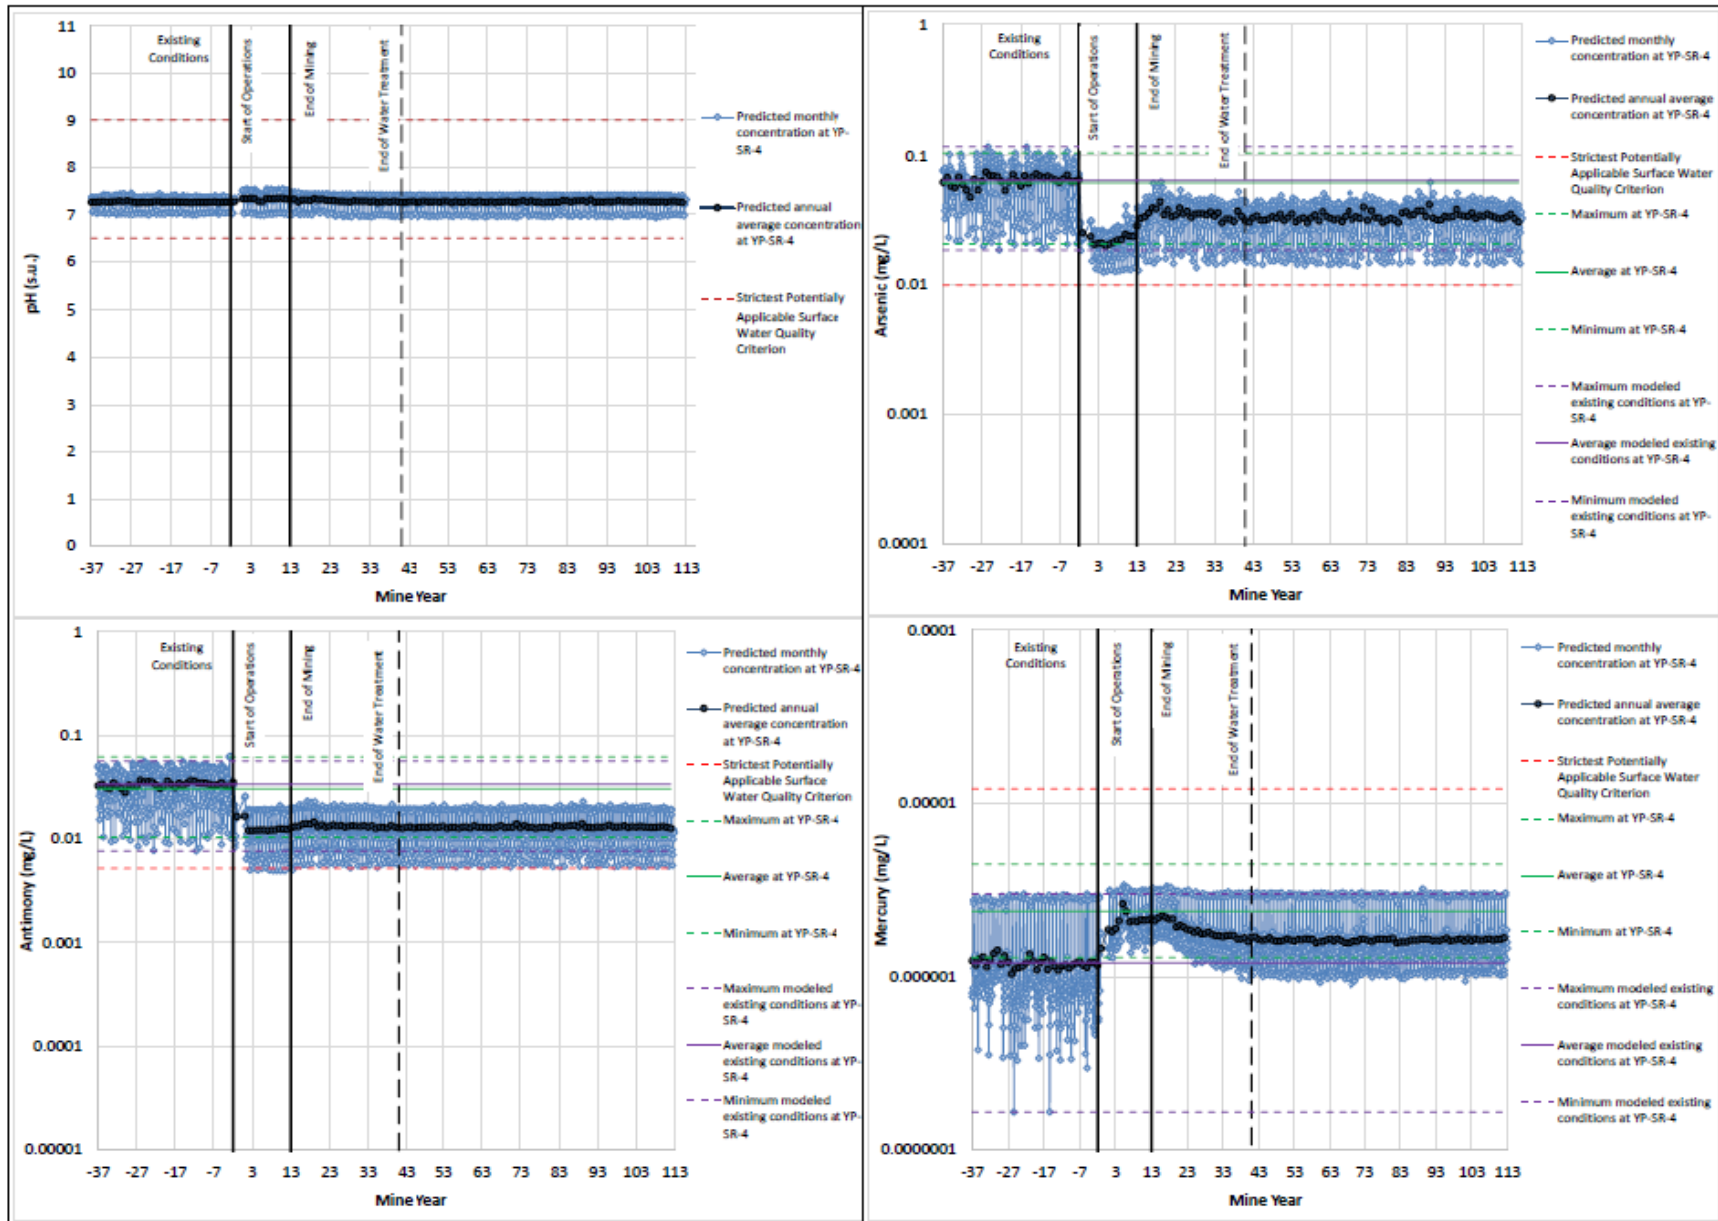 11
10
9
8
7
6
5
4
3
2
1
0
pH (s.u.)
Existing
Conditions
Start of Operations
End of Mining
End of Water Treatment
-37 -27 -17 -7 3 13 23 33 43 53 63 73 83 93 103 113
Mine Year
Predicted monthly
concentration at YP-
SR-4
Predicted annual
average concentration
at YP-SR-4
Strictest Potentially
Applicable Surface
Water Quality
Criterion
1
0.1
0.01
0.001
0.0001
Arsenic (mg/L)
Existing
Conditions
Start of Operations
End of Mining
End of Water Treatment
-37 -27 -17 -7 3 13 23 33 43 53 63 73 83 93 103 113
Mine Year
Predicted monthly
concentration at YP-SR-4
Predicted annual average
concentration at YP-SR-4
Strictest Potentially
Applicable Surface Water
Quality Criterion
Maximum at YP-SR-4
Average at YP-SR-4
Minimum at YP-SR-4
Maximum modeled
existing conditions at YP-
SR-4
Average modeled existing
conditions at YP-SR-4
Minimum modeled
existing conditions at YP-
SR-4
1
0.1
0.01
0.001
0.0001
0.00001
Antimony (mg/L)
Existing
Conditions
Start of Operations
End of Mining
End of Water Treatment
-37 -27 -17 -7 3 13 23 33 43 53 63 73 83 93 103 113
Mine Year
Predicted monthly
concentration at YP-SR-4
Predicted annual
average concentration
at YP-SR-4
Strictest Potentially
Applicable Surface
Water Quality Criterion
Maximum at YP-SR-4
Average at YP-SR-4
Minimum at YP-SR-4
Maximum modeled
existing conditions at YP-
SR-4
Average modeled
existing conditions at YP-
SR-4
Minimum modeled
existing conditions at YP-
SR-4
0.0001
0.00001
0.000001
0.0000001
Mercury (mg/L)
Existing
Conditions
Start of Operations
End of Mining
End of Water Treatment
-37 -27 -17 -7 3 13 23 33 43 53 63 73 83 93 103 113
Mine Year
Predicted monthly
concentration at YP-SR-4
Predicted annual average
concentration at YP-SR-4
Strictest Potentially
Applicable Surface Water
Quality Criterion
Maximum at YP-SR-4
Average at YP-SR-4
Minimum at YP-SR-4
Maximum modeled existing
conditions at YP-SR-4
Average modeled existing
conditions at YP-SR-4
Minimum modeled existing
conditions at YP-SR-4